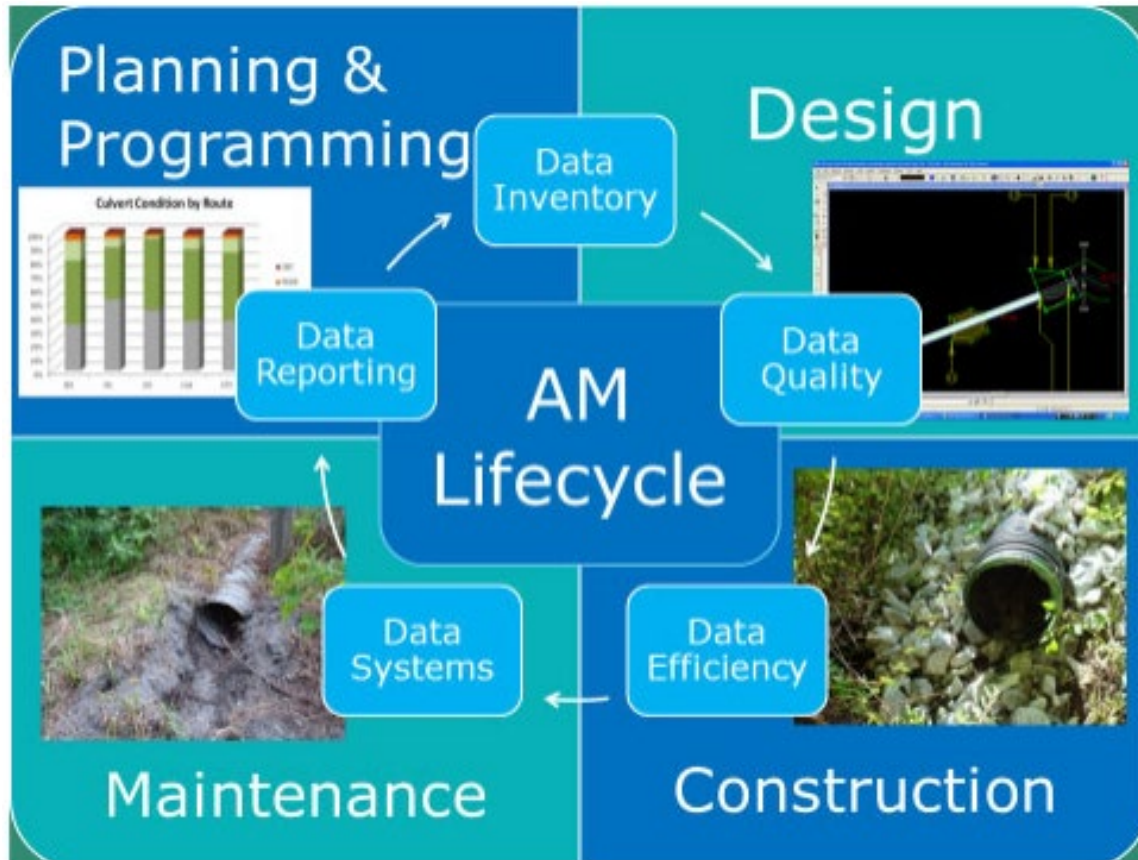 Planning &
Programming
Design
Data
Inventory
Culvert Condition by Route
Data
Reporting
Data
Quality
AM
Lifecycle
Data
Systems
Data
Efficiency
Maintenance
Construction